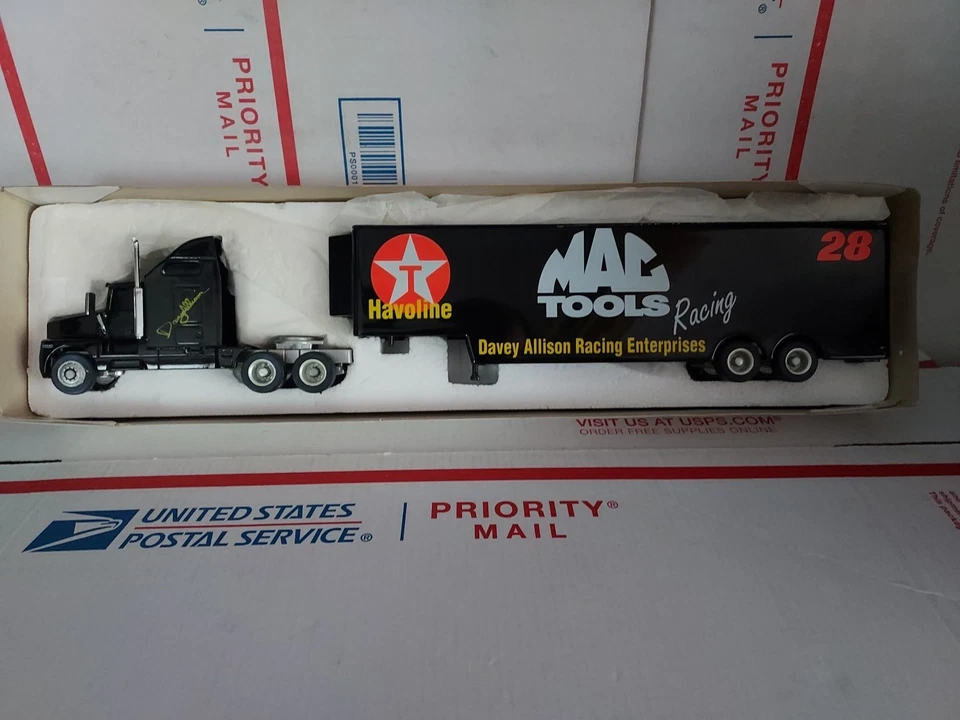 PRIORITY
MAIL
PRIORITY
MAIL
PS0001
T
Havoline
MAC
TOOLS
Racing
28
Davey Allison Racing Enterprises
VISIT US AT USPS.COM®
ORDER FREE SUPPLIES ONLINE
UNITED STATES
POSTAL SERVICE®
PRIORITY®
MAIL